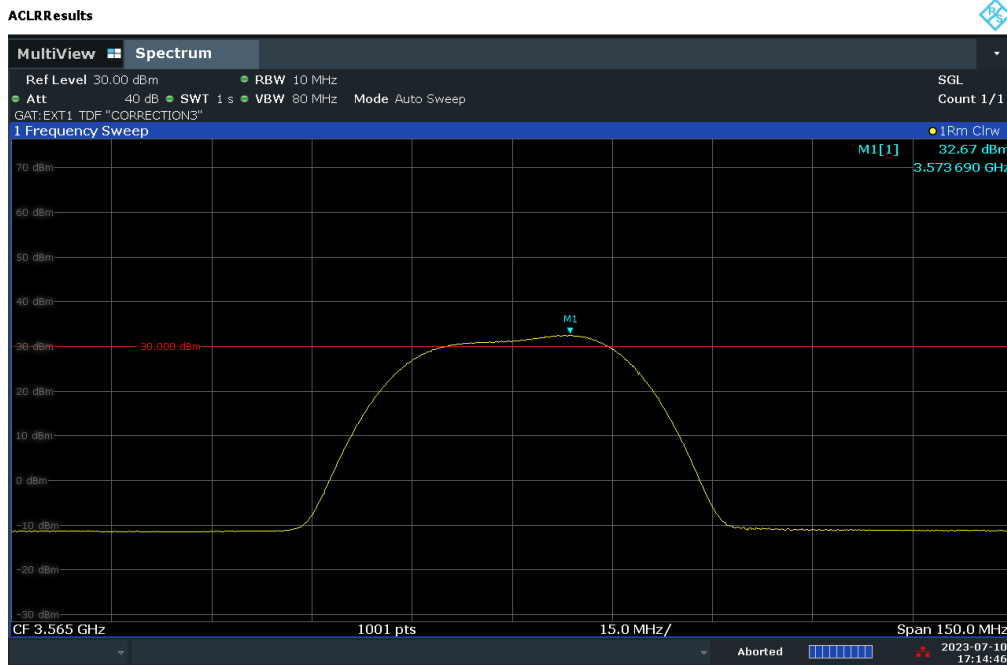 ACLRResults
R&S
MultiView Spectrum
Ref Level 30.00 dBm RBW 10 MHz SGL
Att 40 dB SWT 1 s VBW 80 MHz Mode Auto Sweep Count 1/1
GAT:EXT1 TDF "CORRECTION3"
1 Frequency Sweep 1Rm Clrw
M1[1] 32.67 dBm
3.573 690 GHz
70 dBm
60 dBm
50 dBm
40 dBm
M1
30 dBm 30.000 dBm
20 dBm
10 dBm
0 dBm
-10 dBm
-20 dBm
-30 dBm
CF 3.565 GHz 1001 pts 15.0 MHz/ Span 150.0 MHz
Aborted 2023-07-10
17:14:46